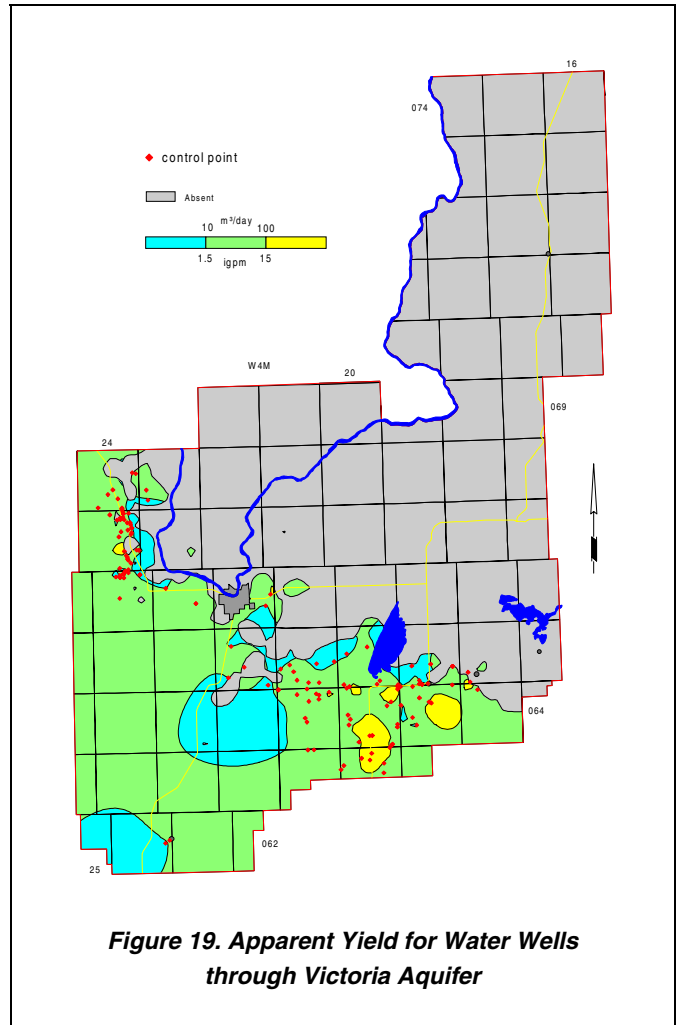 16
074
control point
Absent
10 m³/day 100
1.5 igpm 15
W4M
20
069
24
064
062
25
Figure 19. Apparent Yield for Water Wells
through Victoria Aquifer